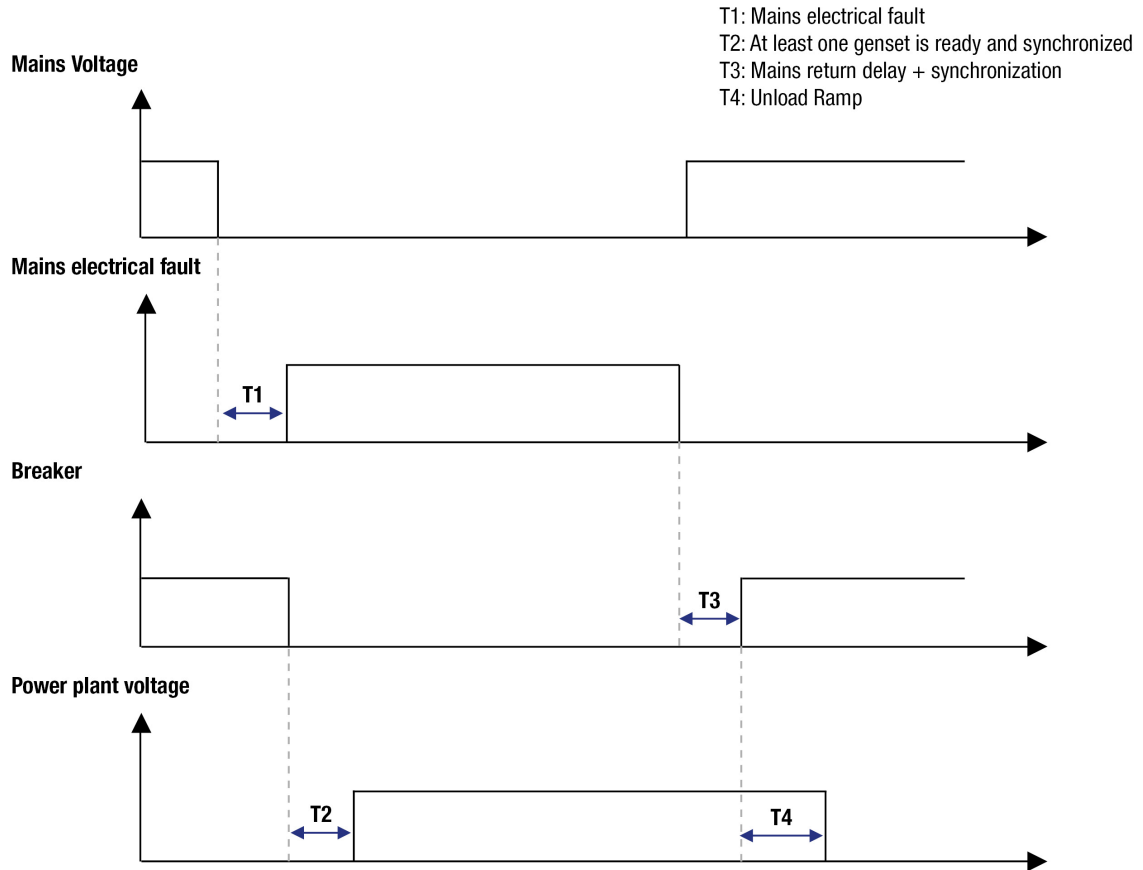 T1: Mains electrical fault
T2: At least one genset is ready and synchronized
T3: Mains return delay + synchronization
T4: Unload Ramp
Mains Voltage
Mains electrical fault
T1
Breaker
T3
Power plant voltage
T2
T4